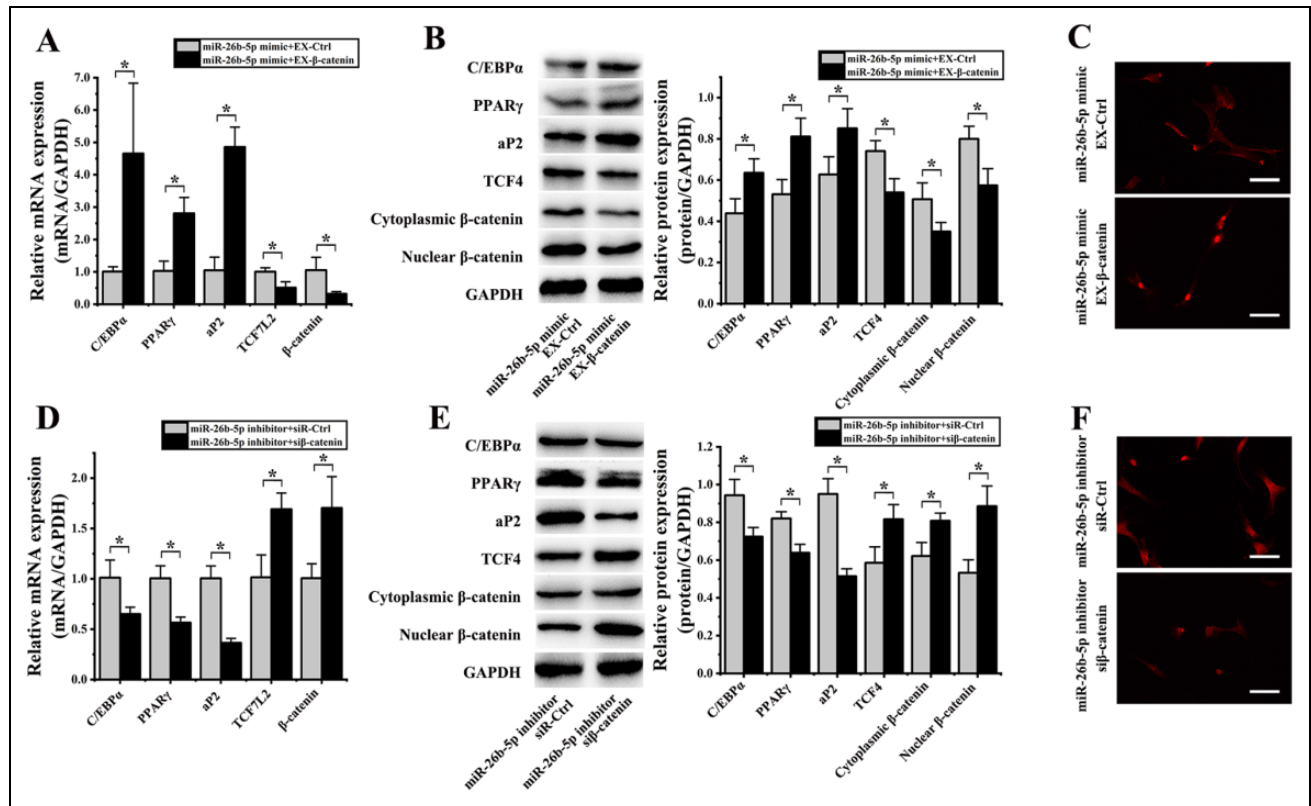 A
miR-26b-5p mimic+EX-Ctrl
miR-26b-5p mimic+EX-β-catenin
Relative mRNA expression
(mRNA/GAPDH)
7.0
6.0
5.0
4.0
3.0
2.0
1.0
0.0
*
*
*
*
*
C/EBPα
PPARγ
aP2
TCF7L2
β-catenin
B
C/EBPα
PPARγ
aP2
TCF4
Cytoplasmic β-catenin
Nuclear β-catenin
GAPDH
miR-26b-5p mimic
EX-Ctrl
miR-26b-5p mimic
EX-β-catenin
miR-26b-5p mimic+EX-Ctrl
miR-26b-5p mimic+EX-β-catenin
Relative protein expression
(protein/GAPDH)
1.0
0.8
0.6
0.4
0.2
0.0
*
*
*
*
*
*
C/EBPα
PPARγ
aP2
TCF4
Cytoplasmic β-catenin
Nuclear β-catenin
C
miR-26b-5p mimic
EX-Ctrl
miR-26b-5p mimic
EX-β-catenin
D
miR-26b-5p inhibitor+siR-Ctrl
miR-26b-5p inhibitor+siβ-catenin
Relative mRNA expression
(mRNA/GAPDH)
2.0
1.5
1.0
0.5
0.0
*
*
*
*
*
C/EBPα
PPARγ
aP2
TCF7L2
β-catenin
E
C/EBPα
PPARγ
aP2
TCF4
Cytoplasmic β-catenin
Nuclear β-catenin
GAPDH
miR-26b-5p inhibitor
siR-Ctrl
miR-26b-5p inhibitor
siβ-catenin
miR-26b-5p inhibitor+siR-Ctrl
miR-26b-5p inhibitor+siβ-catenin
Relative protein expression
(protein/GAPDH)
1.2
1.0
0.8
0.6
0.4
0.2
0.0
*
*
*
*
*
*
C/EBPα
PPARγ
aP2
TCF4
Cytoplasmic β-catenin
Nuclear β-catenin
F
miR-26b-5p inhibitor
siR-Ctrl
miR-26b-5p inhibitor
siβ-catenin